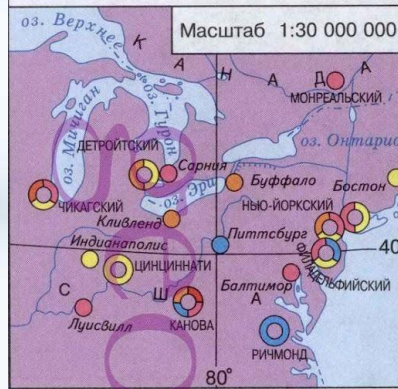 оз. Верхнее
Масштаб 1:30 000 000
К А Н А Д А
МОНРЕАЛЬСКИЙ
оз. Мичиган
оз. Гурон
оз. Онтарио
ДЕТРОЙТСКИЙ
Сарния
оз. Эри
Буффало
Бостон
ЧИКАГСКИЙ
НЬЮ-ЙОРКСКИЙ
Кливленд
Питтсбург
40
Индианаполис
ЦИНЦИННАТИ
ФИЛАДЕЛЬФИЙСКИЙ
Балтимор
С Ш А
Луисвилл
КАНОВА
РИЧМОНД
80°